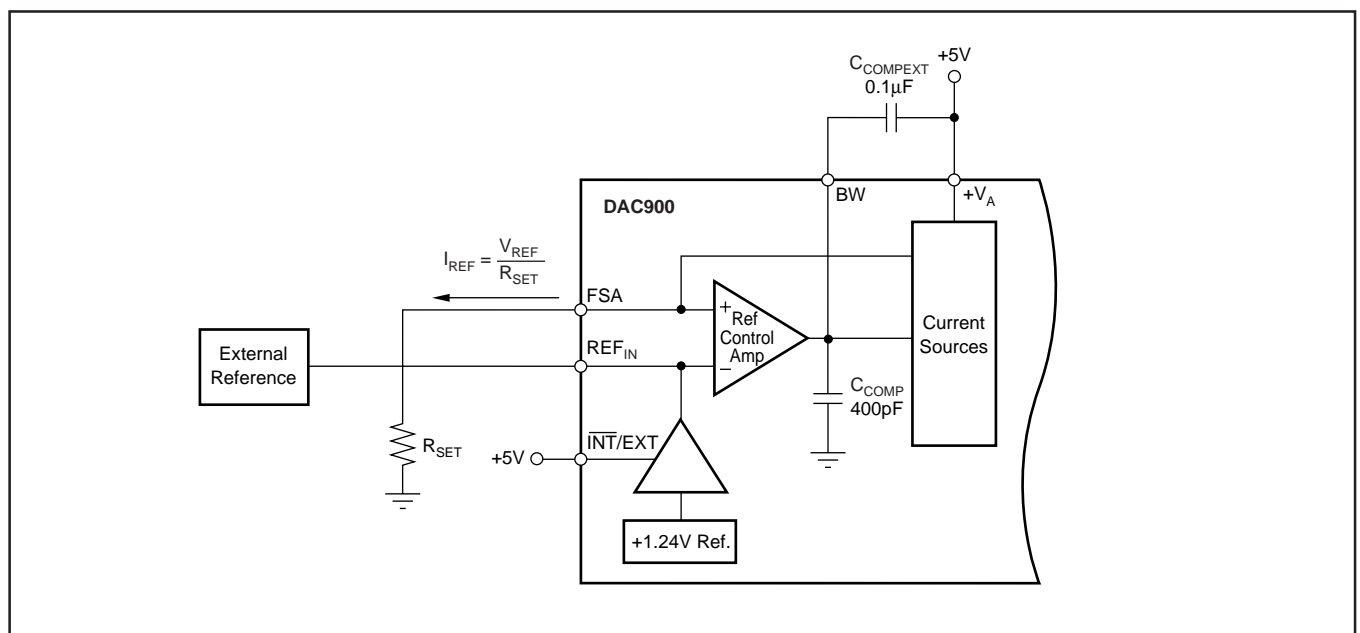 C_COMPEXT
0.1µF
+5V
BW
+V_A
DAC900
I_REF = V_REF / R_SET
FSA
+
Ref
Control
Amp
–
Current
Sources
External
Reference
REF_IN
C_COMP
400pF
R_SET
+5V
I̅N̅T̅/EXT
+1.24V Ref.